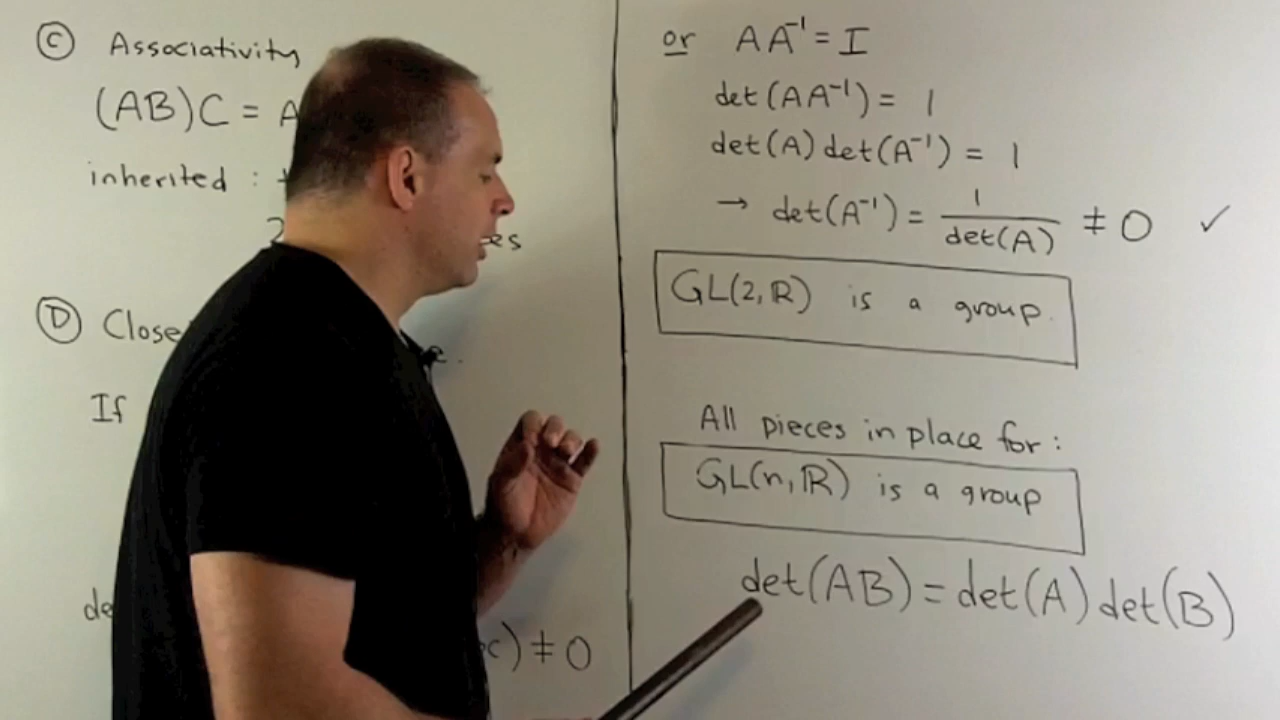 Ⓒ Associativity
(AB)C = A
inherited :
2
es
Ⓓ Close
e.
If
de
c) ≠ 0
or AA⁻¹ = I
det(AA⁻¹) = 1
det(A) det(A⁻¹) = 1
→ det(A⁻¹) = 1/det(A) ≠ 0 ✓
GL(2, ℝ) is a group.
All pieces in place for:
GL(n, ℝ) is a group
det(AB) = det(A) det(B)